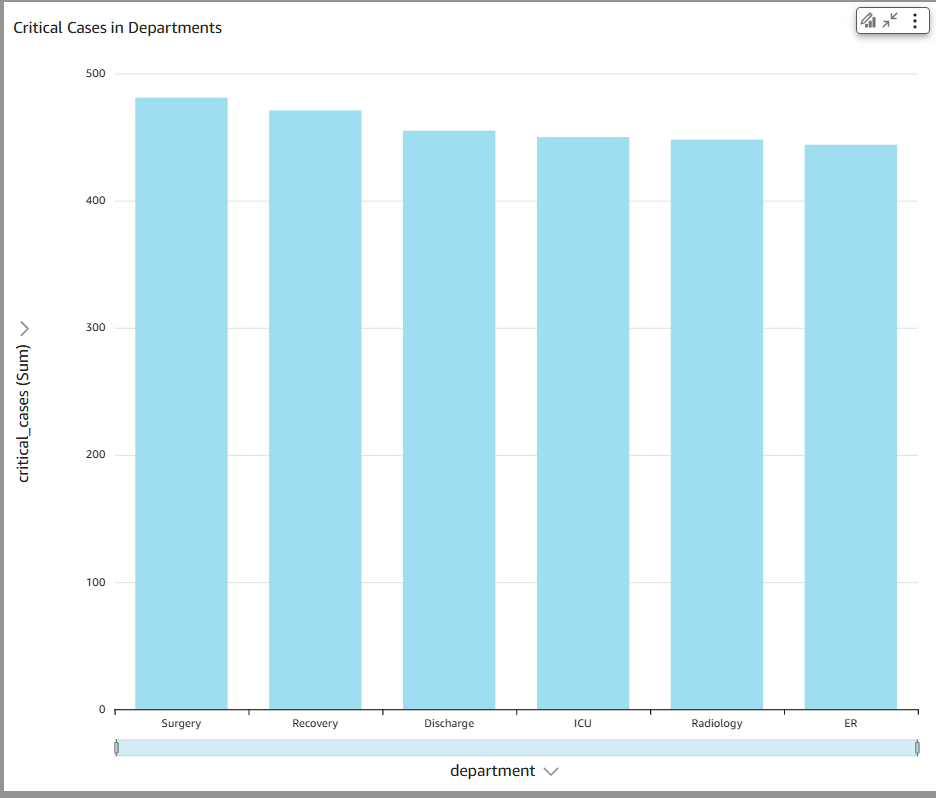 Critical Cases in Departments
500
400
300
200
100
0
critical_cases (Sum)
Surgery Recovery Discharge ICU Radiology ER
department